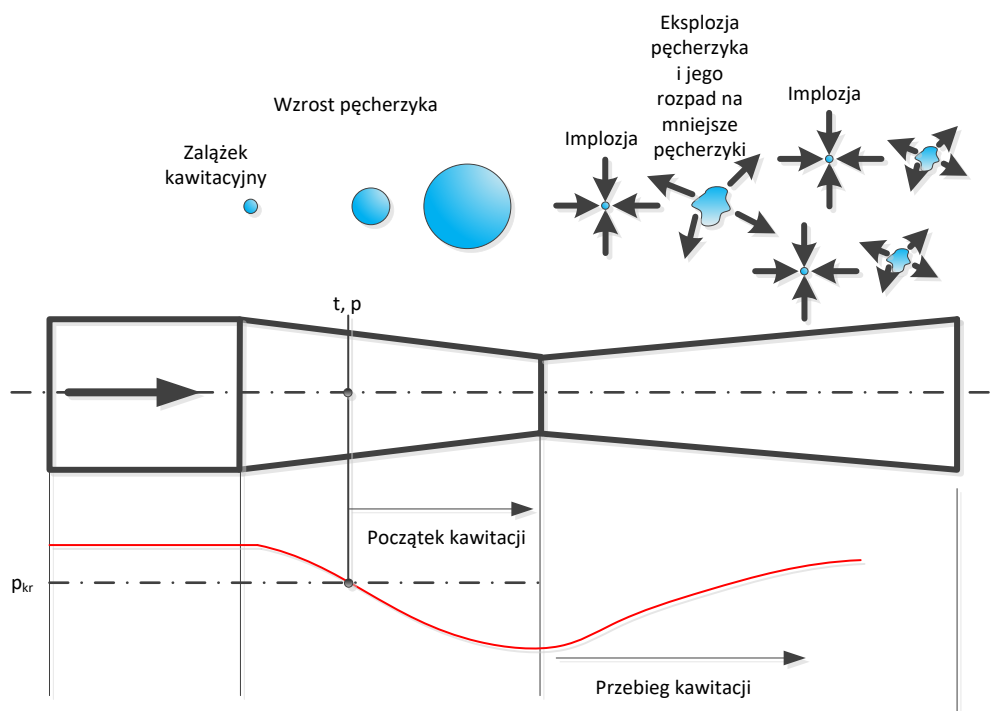 Eksplozja
pęcherzyka
i jego
rozpad na
mniejsze
pęcherzyki
Wzrost pęcherzyka
Implozja
Implozja
Zalążek
kawitacyjny
t, p
Początek kawitacji
pkr
Przebieg kawitacji